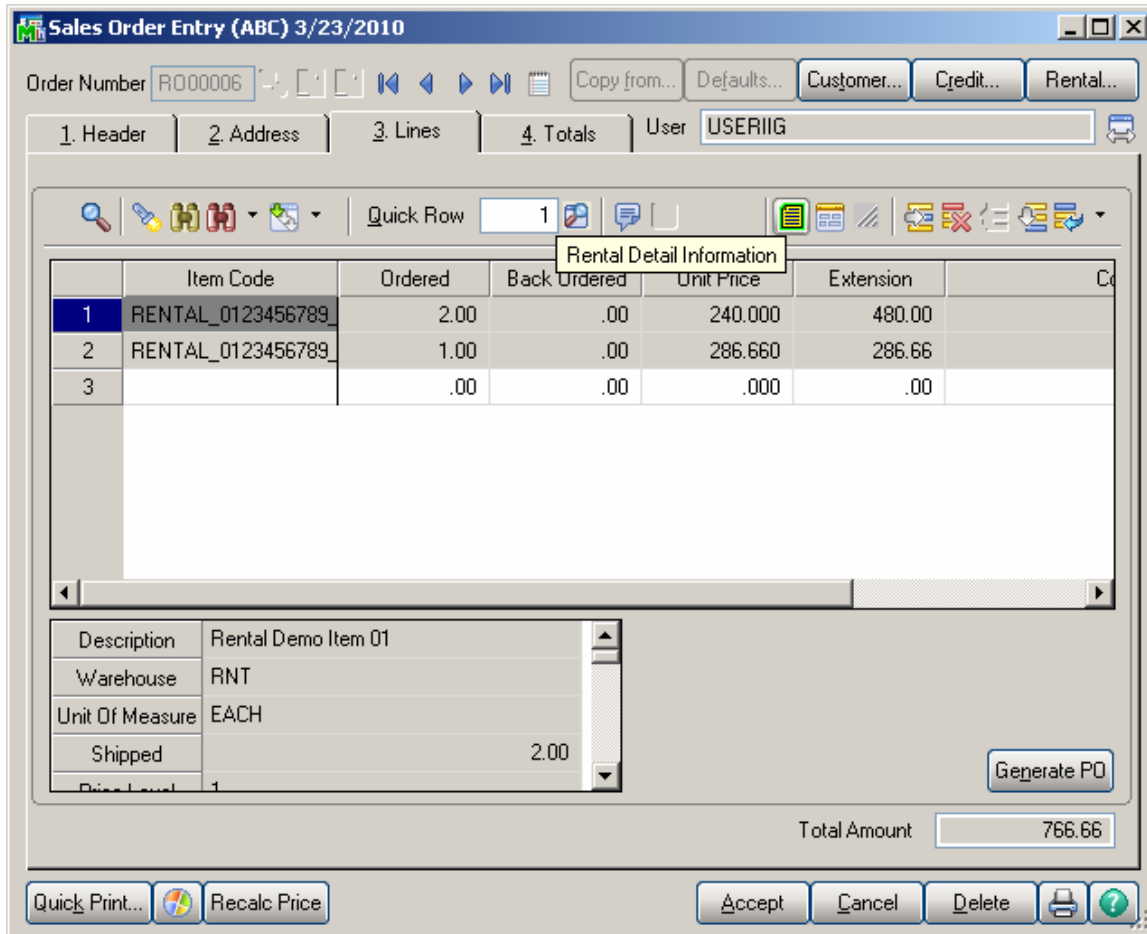 Sales Order Entry (ABC) 3/23/2010
Order Number RO00006 Copy from... Defaults... Customer... Credit... Rental...
1. Header 2. Address 3. Lines 4. Totals User USERIIG
Quick Row 1
Rental Detail Information
Item Code Ordered Back Ordered Unit Price Extension
1 RENTAL_0123456789_ 2.00 .00 240.000 480.00
2 RENTAL_0123456789_ 1.00 .00 286.660 286.66
3 .00 .00 .000 .00
Description Rental Demo Item 01
Warehouse RNT
Unit Of Measure EACH
Shipped 2.00
Price Level 1
Generate PO
Total Amount 766.66
Quick Print... Recalc Price Accept Cancel Delete